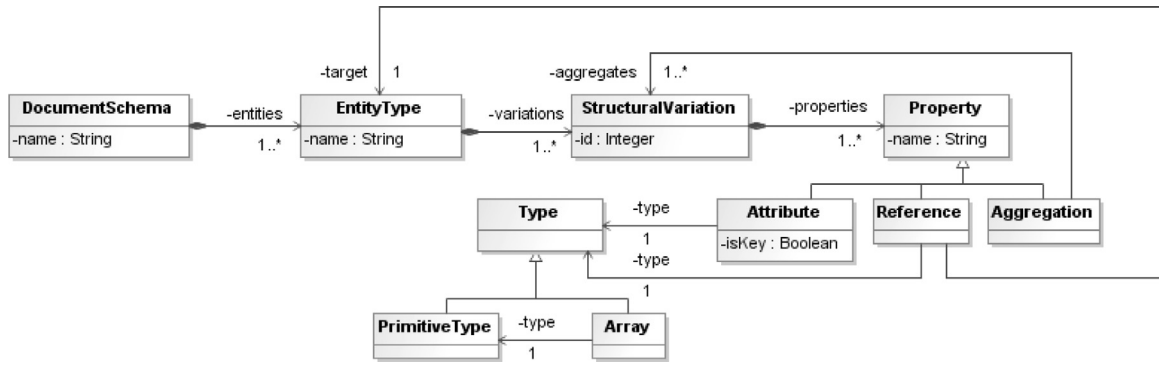 -target
1
-aggregates
1..*
DocumentSchema
-name : String
-entities
1..*
EntityType
-name : String
-variations
1..*
StructuralVariation
-id : Integer
-properties
1..*
Property
-name : String
Type
-type
1
Attribute
-isKey : Boolean
Reference
Aggregation
-type
1
PrimitiveType
-type
1
Array